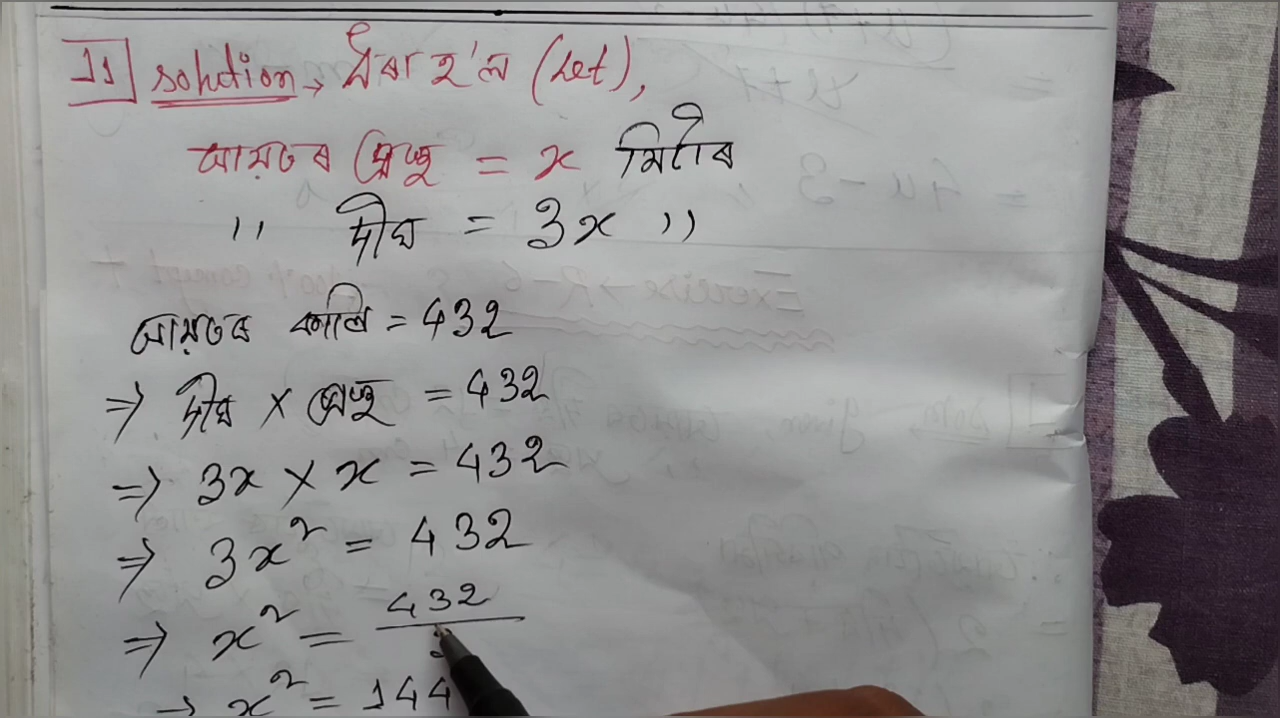 11 solution → ধৰা হ'ল (Let),
আয়তৰ প্ৰস্থ = x মিটাৰ
" দীঘ = 3x "
আয়তৰ কালি = 432
⇒ দীঘ × প্ৰস্থ = 432
⇒ 3x × x = 432
⇒ 3x² = 432
⇒ x² = 432/3
⇒ x² = 144